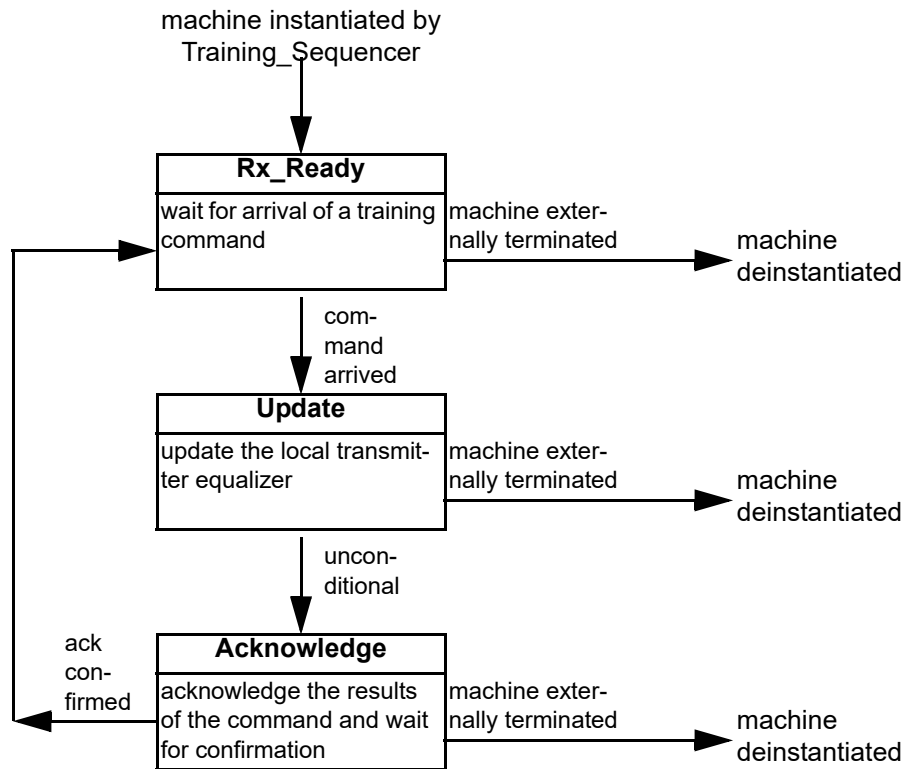 machine instantiated by
Training_Sequencer
Rx_Ready
wait for arrival of a training
command
machine exter-
nally terminated
machine
deinstantiated
com-
mand
arrived
Update
update the local transmit-
ter equalizer
machine exter-
nally terminated
machine
deinstantiated
uncon-
ditional
Acknowledge
ack
con-
firmed
acknowledge the results
of the command and wait
for confirmation
machine exter-
nally terminated
machine
deinstantiated